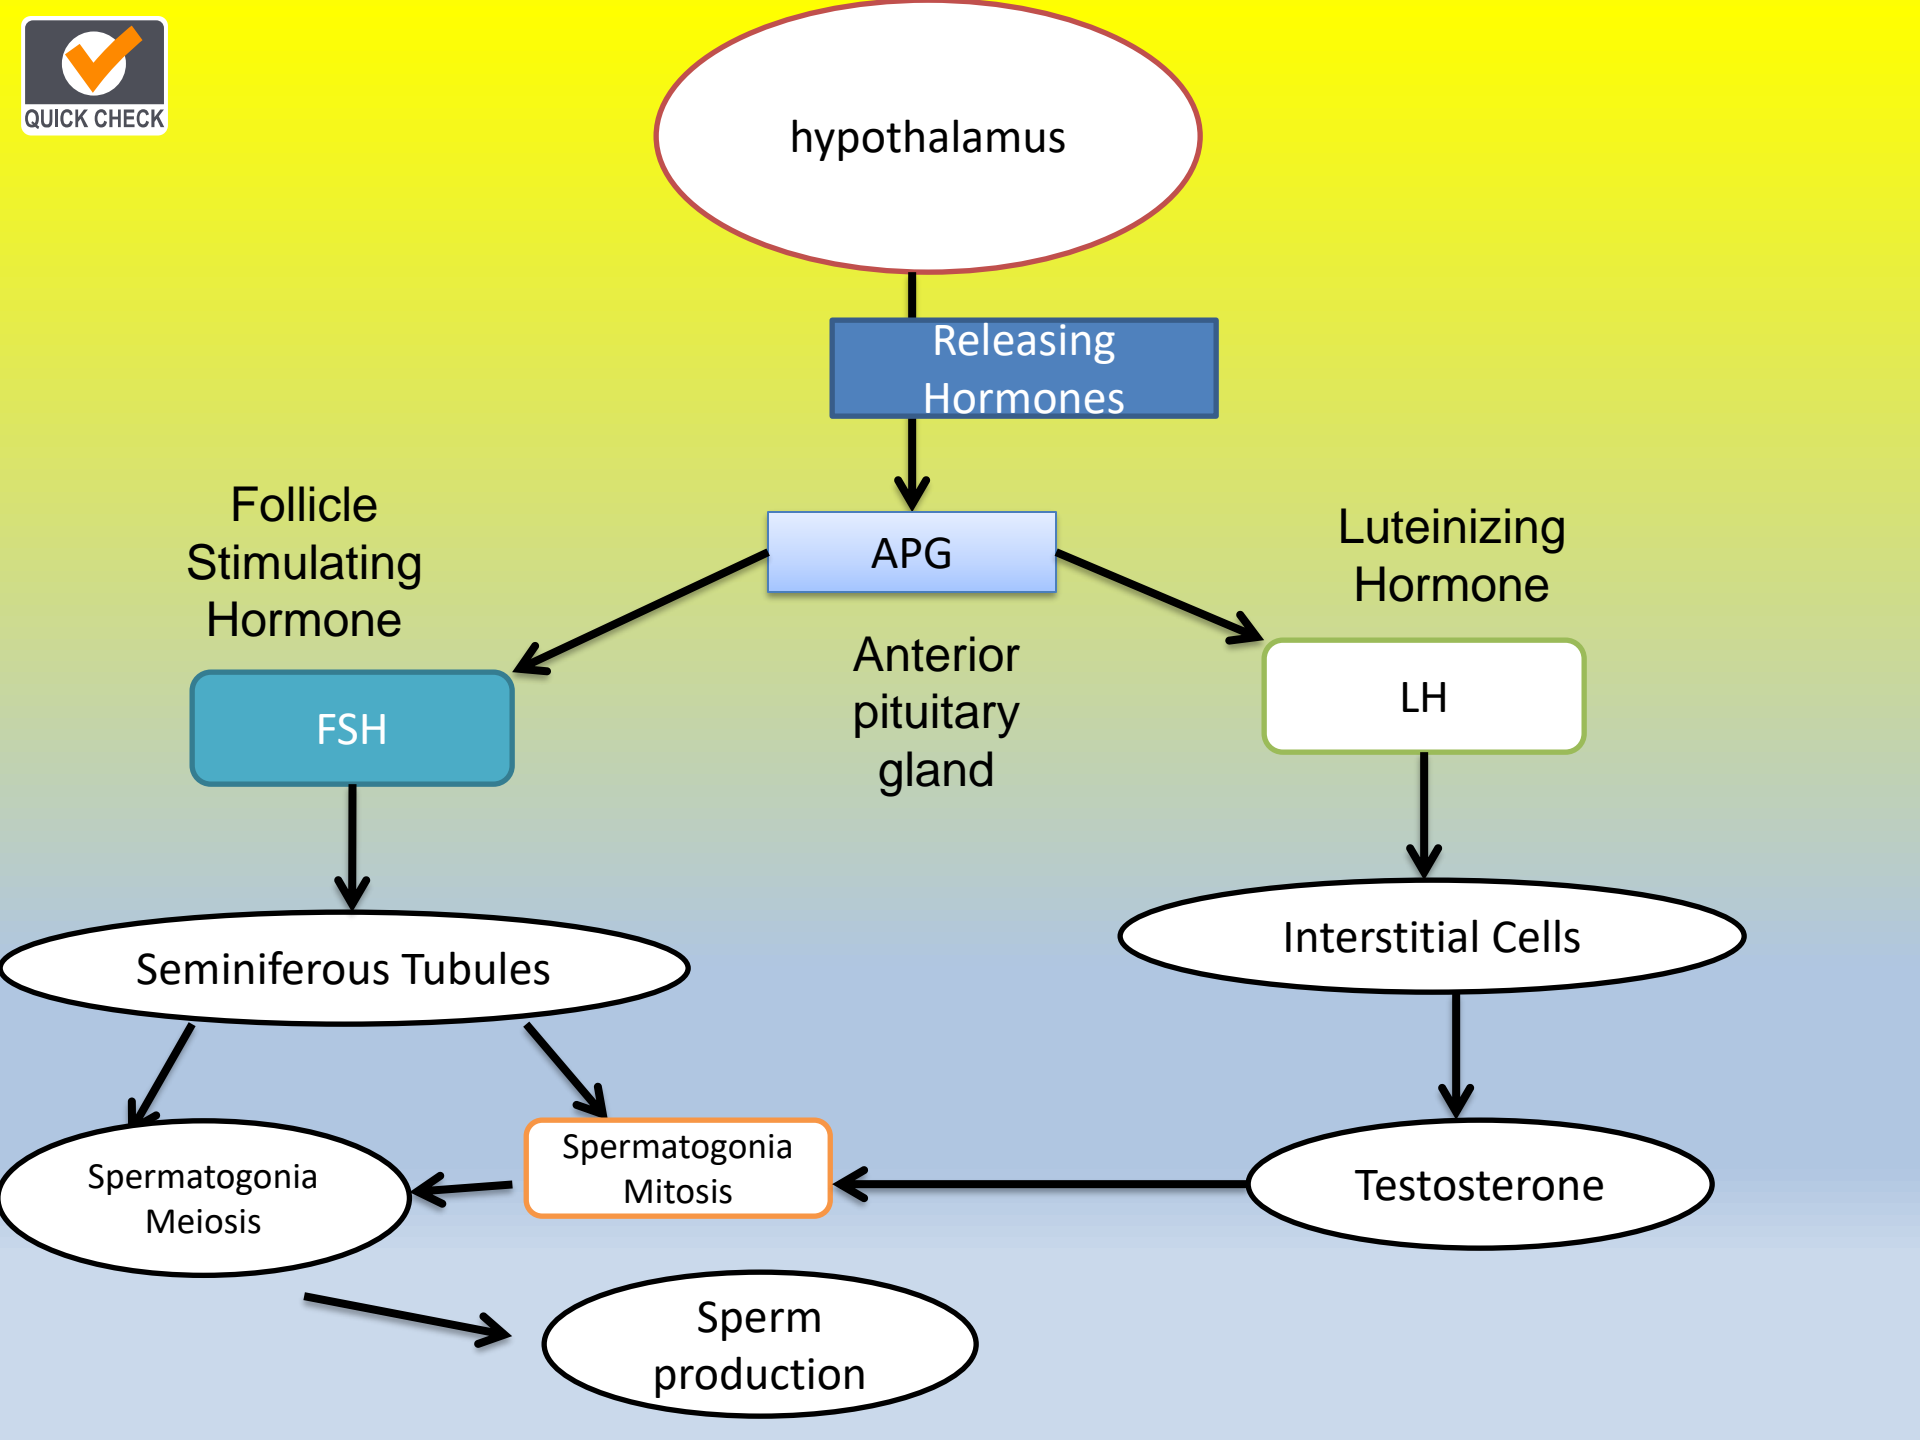 QUICK CHECK
hypothalamus
Releasing
Hormones
Follicle
Stimulating
Hormone
APG
Luteinizing
Hormone
Anterior
pituitary
gland
FSH
LH
Seminiferous Tubules
Interstitial Cells
Spermatogonia
Meiosis
Spermatogonia
Mitosis
Testosterone
Sperm
production